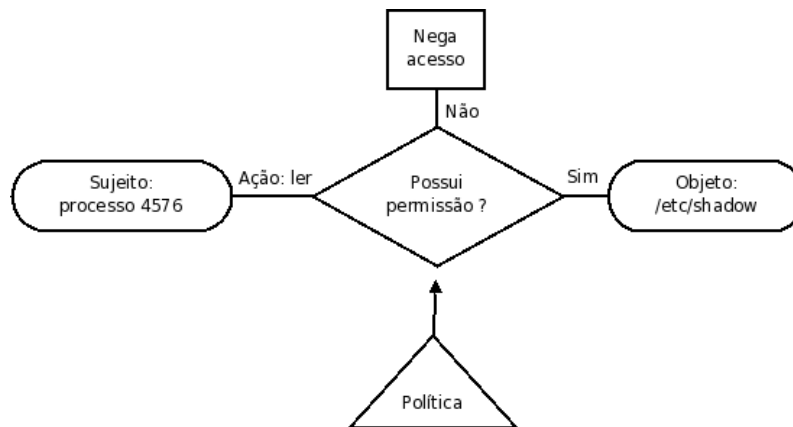 Nega
acesso
Não
Sujeito:
processo 4576
Ação: ler
Possui
permissão ?
Sim
Objeto:
/etc/shadow
Política